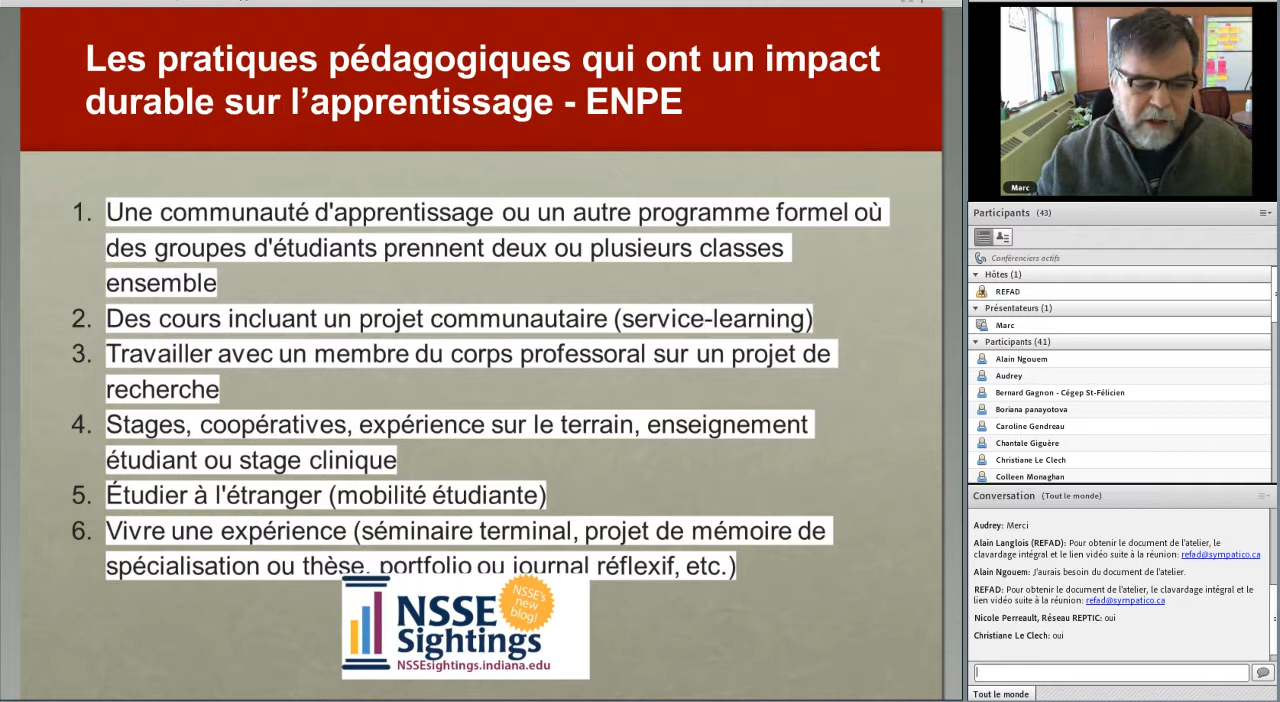 Les pratiques pédagogiques qui ont un impact
durable sur l’apprentissage - ENPE
1. Une communauté d'apprentissage ou un autre programme formel où
des groupes d'étudiants prennent deux ou plusieurs classes
ensemble
2. Des cours incluant un projet communautaire (service-learning)
3. Travailler avec un membre du corps professoral sur un projet de
recherche
4. Stages, coopératives, expérience sur le terrain, enseignement
étudiant ou stage clinique
5. Étudier à l'étranger (mobilité étudiante)
6. Vivre une expérience (séminaire terminal, projet de mémoire de
spécialisation ou thèse, portfolio ou journal réflexif, etc.)
NSSE
Sightings
NSSE's
new
blog!
NSSEsightings.indiana.edu
Marc
Participants (43)
Conférenciers actifs
Hôtes (1)
REFAD
Présentateurs (1)
Marc
Participants (41)
Alain Ngouem
Audrey
Bernard Gagnon - Cégep St-Félicien
Boriana panayotova
Caroline Gendreau
Chantale Giguère
Christiane Le Clech
Colleen Monaghan
Conversation (Tout le monde)
Audrey: Merci
Alain Langlois (REFAD): Pour obtenir le document de l'atelier, le
clavardage intégral et le lien vidéo suite à la réunion: refad@sympatico.ca
Alain Ngouem: J'aurais besoin du document de l'atelier.
REFAD: Pour obtenir le document de l'atelier, le clavardage intégral et le
lien vidéo suite à la réunion: refad@sympatico.ca
Nicole Perreault, Réseau REPTIC: oui
Christiane Le Clech: oui
Tout le monde